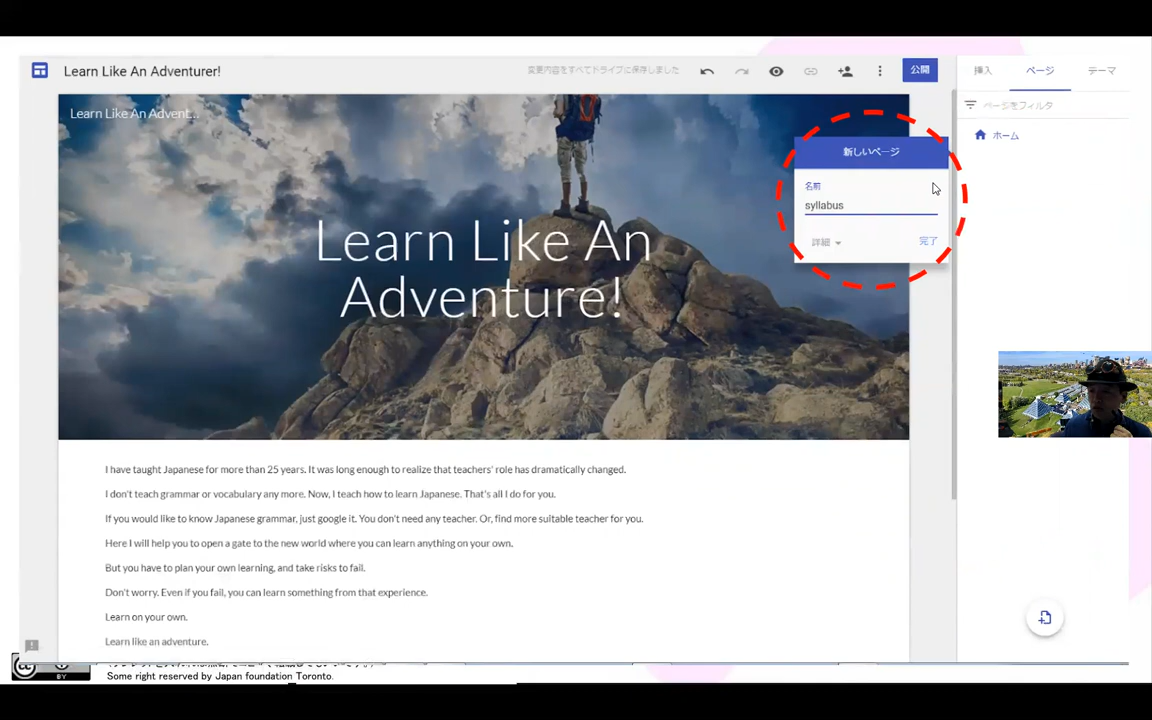 Learn Like An Adventurer!
変更内容をすべてドライブに保存しました
公開
挿入
ページ
テーマ
Learn Like An Advent...
ページをフィルタ
ホーム
新しいページ
名前
syllabus
詳細
完了
Learn Like An
Adventure!
I have taught Japanese for more than 25 years. It was long enough to realize that teachers' role has dramatically changed.
I don't teach grammar or vocabulary any more. Now, I teach how to learn Japanese. That's all I do for you.
If you would like to know Japanese grammar, just google it. You don't need any teacher. Or, find more suitable teacher for you.
Here I will help you to open a gate to the new world where you can learn anything on your own.
But you have to plan your own learning, and take risks to fail.
Don't worry. Even if you fail, you can learn something from that experience.
Learn on your own.
Learn like an adventure.
BY
Some right reserved by Japan foundation Toronto.